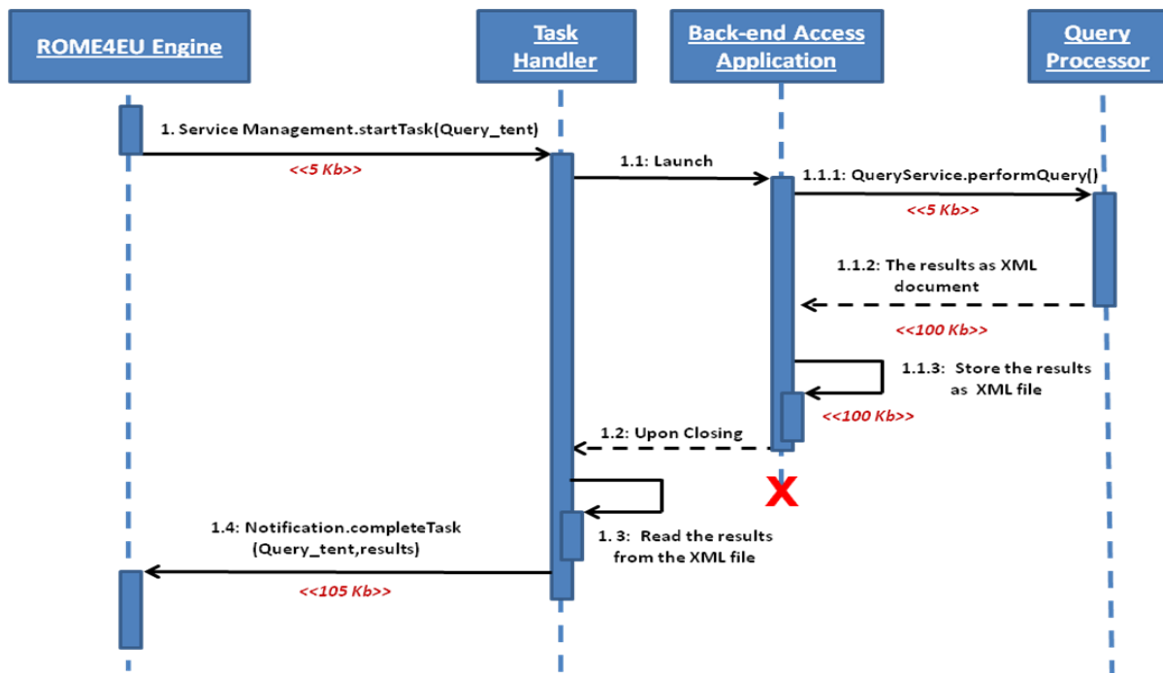 ROME4EU Engine
Task
Handler
Back-end Access
Application
Query
Processor
1. Service Management.startTask(Query_tent)
<<5 Kb>>
1.1: Launch
1.1.1: QueryService.performQuery()
<<5 Kb>>
1.1.2: The results as XML
document
<<100 Kb>>
1.1.3: Store the results
as XML file
<<100 Kb>>
1.2: Upon Closing
X
1. 3: Read the results
from the XML file
1.4: Notification.completeTask
(Query_tent,results)
<<105 Kb>>